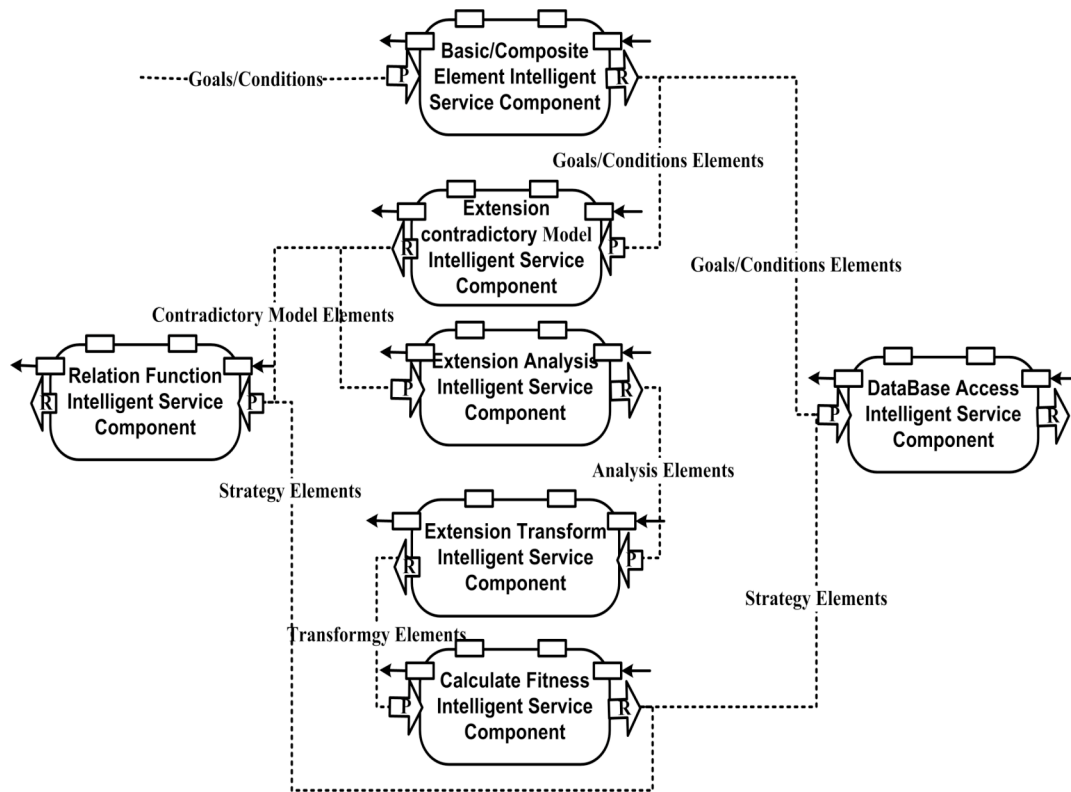 Basic/Composite
Element Intelligent
Service Component
P
R
Goals/Conditions
Goals/Conditions Elements
Extension
contradictory Model
Intelligent Service
Component
R
P
Goals/Conditions Elements
Contradictory Model Elements
Relation Function
Intelligent Service
Component
R
P
Extension Analysis
Intelligent Service
Component
P
R
DataBase Access
Intelligent Service
Component
P
R
Analysis Elements
Strategy Elements
Extension Transform
Intelligent Service
Component
R
P
Strategy Elements
Transformgy Elements
Calculate Fitness
Intelligent Service
Component
P
R